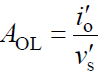 A_OL = i'_o / v'_s